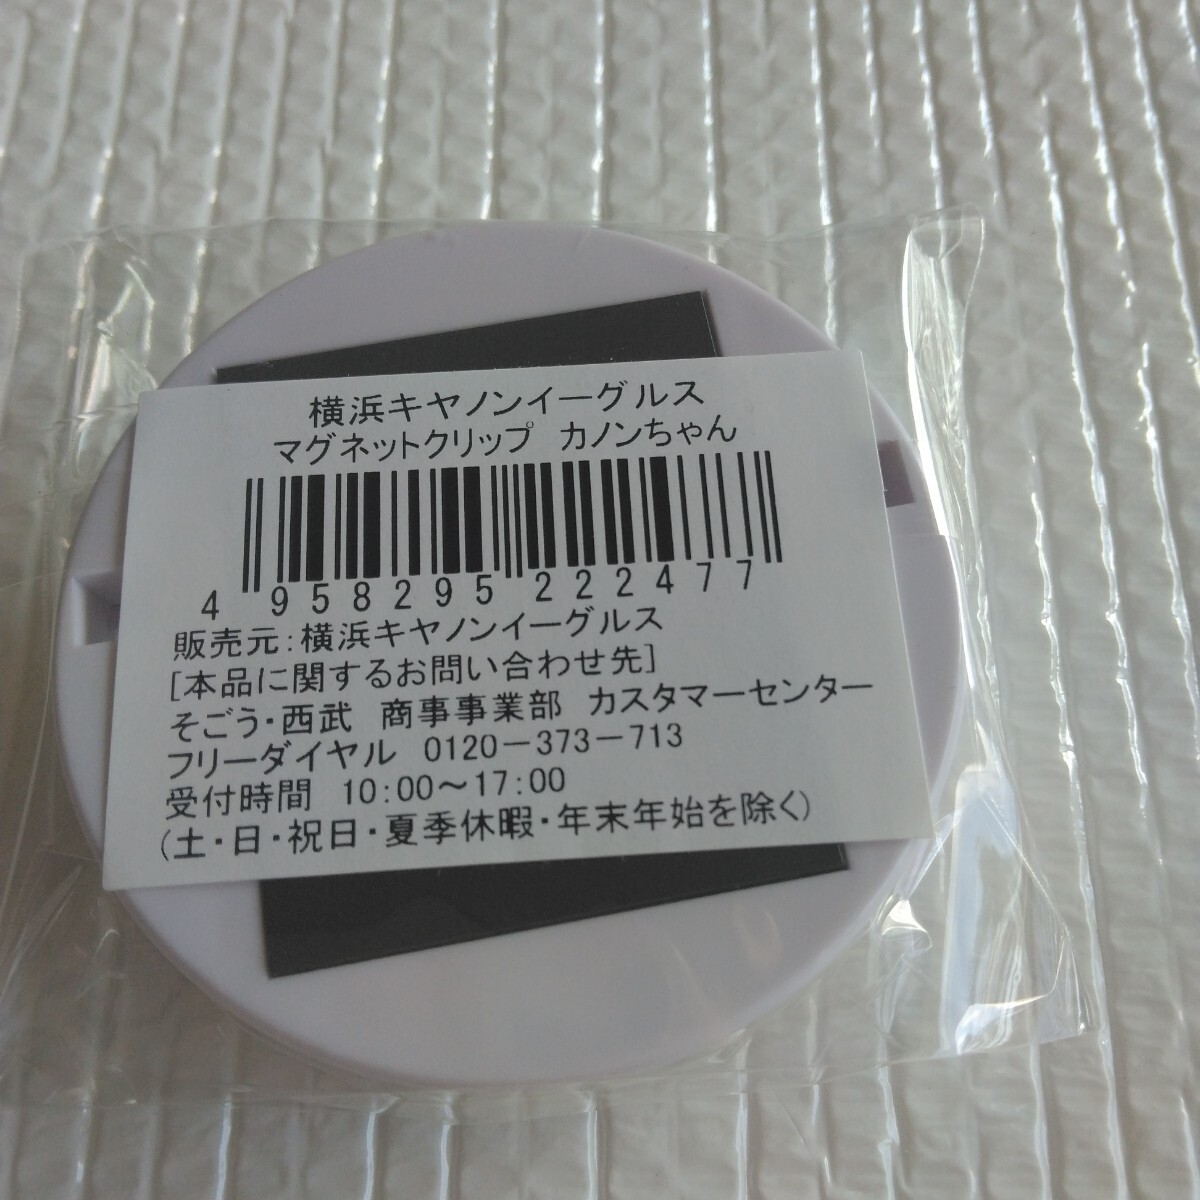 横浜キヤノンイーグルス
マグネットクリップ　カノンちゃん
4 958295 222477
販売元:横浜キヤノンイーグルス
[本品に関するお問い合わせ先]
そごう・西武　商事事業部　カスタマーセンター
フリーダイヤル　0120－373－713
受付時間　10:00～17:00
(土・日・祝日・夏季休暇・年末年始を除く)